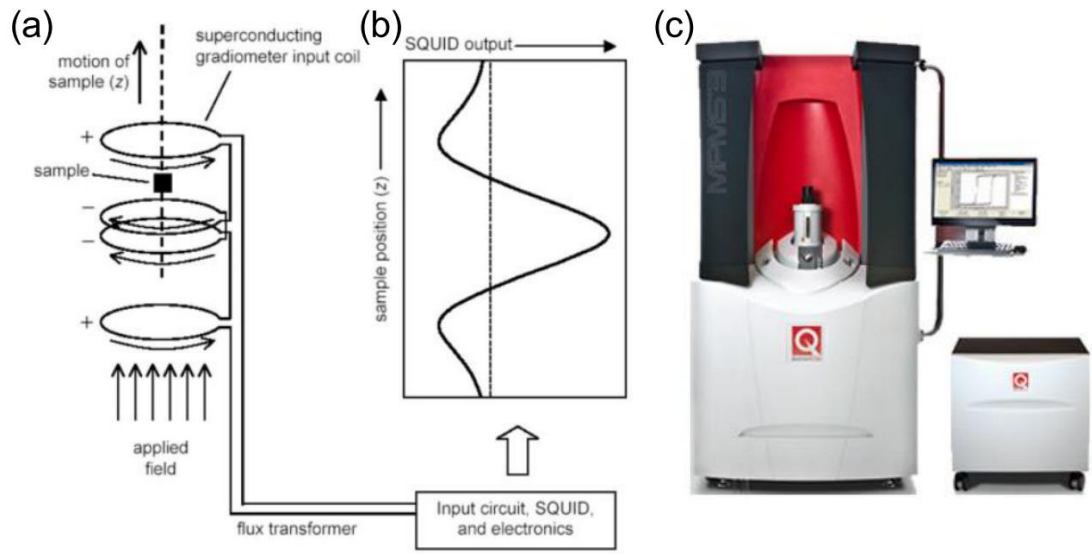 (a)
motion of
sample (z)
superconducting
gradiometer input coil
+
sample
−
−
+
applied
field
flux transformer
(b)
SQUID output
sample position (z)
Input circuit, SQUID,
and electronics
(c)
MPMS3
Q
Q